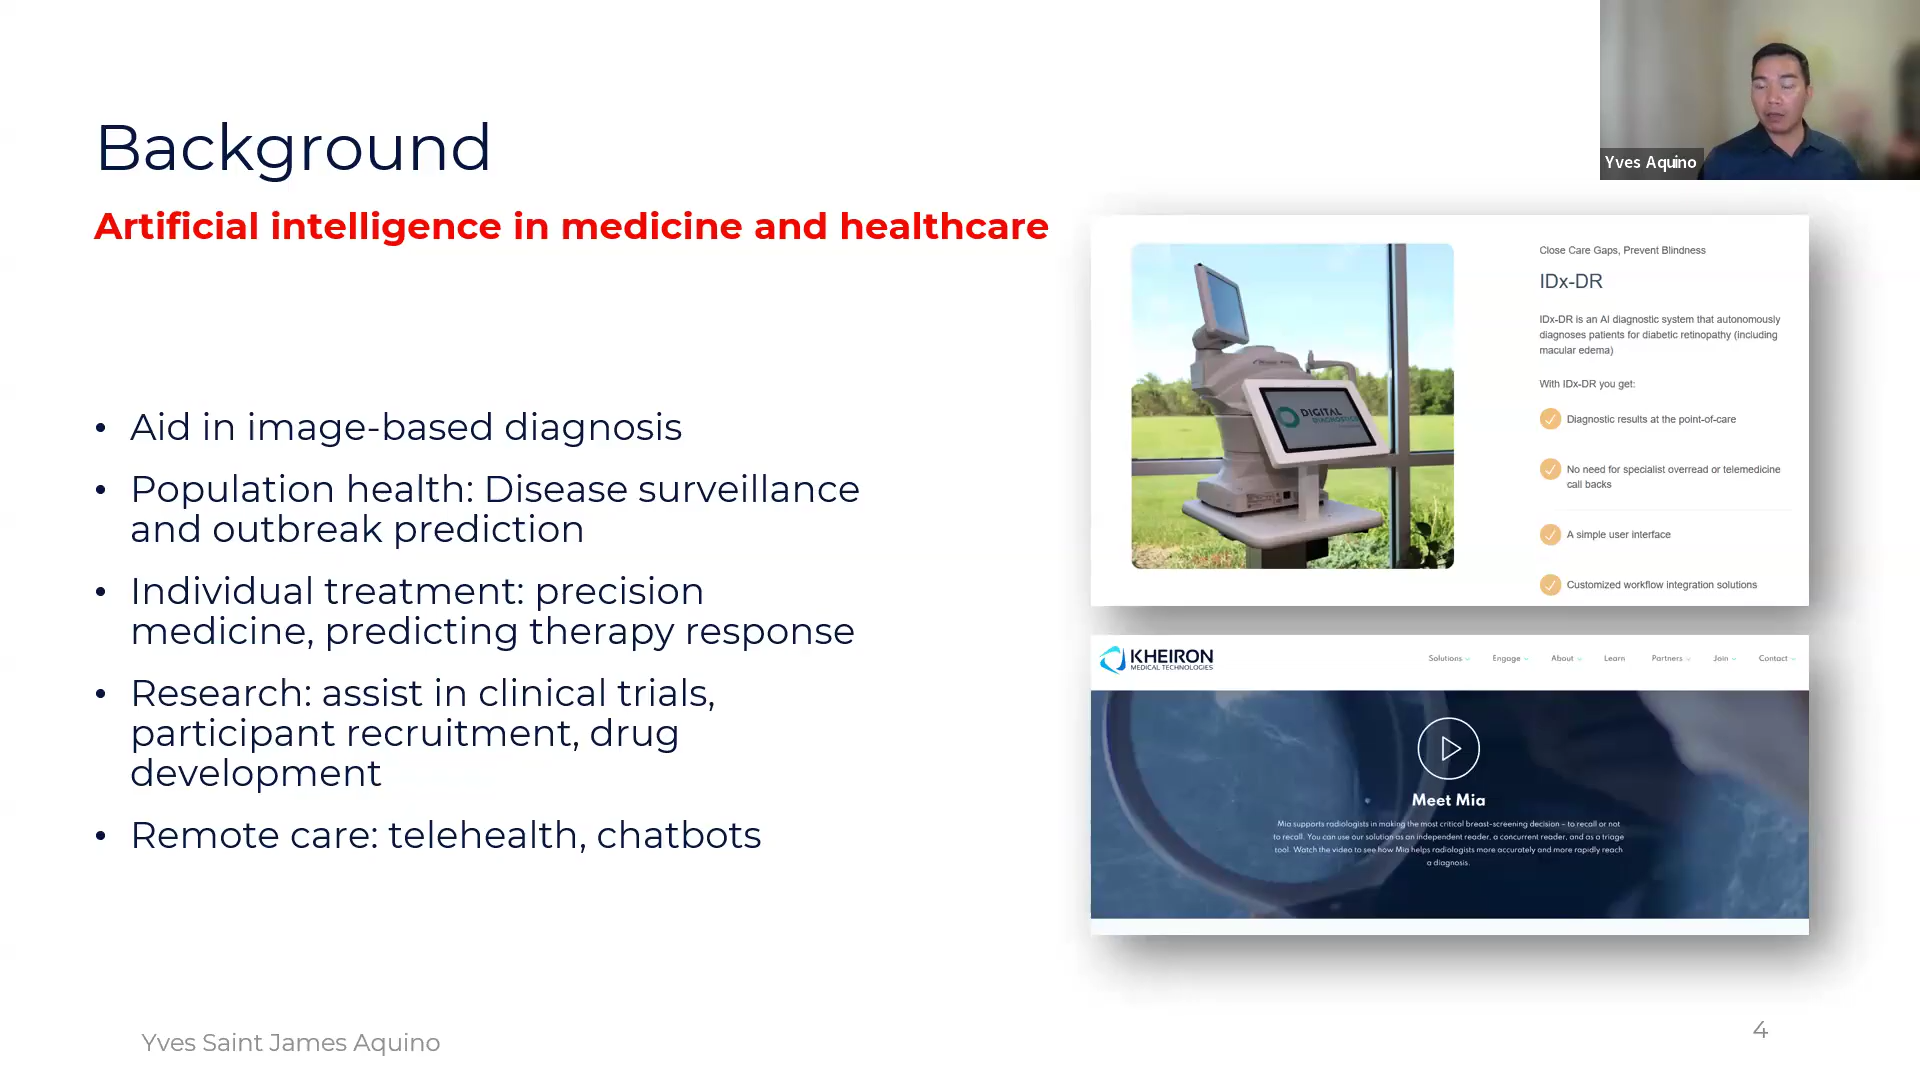 Background
Artificial intelligence in medicine and healthcare
• Aid in image-based diagnosis
• Population health: Disease surveillance
and outbreak prediction
• Individual treatment: precision
medicine, predicting therapy response
• Research: assist in clinical trials,
participant recruitment, drug
development
• Remote care: telehealth, chatbots
Yves Saint James Aquino
4
Yves Aquino
DIGITAL
DIAGNOSTICS
Close Care Gaps, Prevent Blindness
IDx-DR
IDx-DR is an AI diagnostic system that autonomously
diagnoses patients for diabetic retinopathy (including
macular edema)
With IDx-DR you get:
Diagnostic results at the point-of-care
No need for specialist overread or telemedicine
call backs
A simple user interface
Customized workflow integration solutions
KHEIRON
MEDICAL TECHNOLOGIES
Solutions Engage About Learn Partners Join Contact
Meet Mia
Mia supports radiologists in making the most critical breast-screening decision – to recall or not
to recall. You can use our solution as an independent reader, a concurrent reader, and as a triage
tool. Watch the video to see how Mia helps radiologists more accurately and more rapidly reach
a diagnosis.